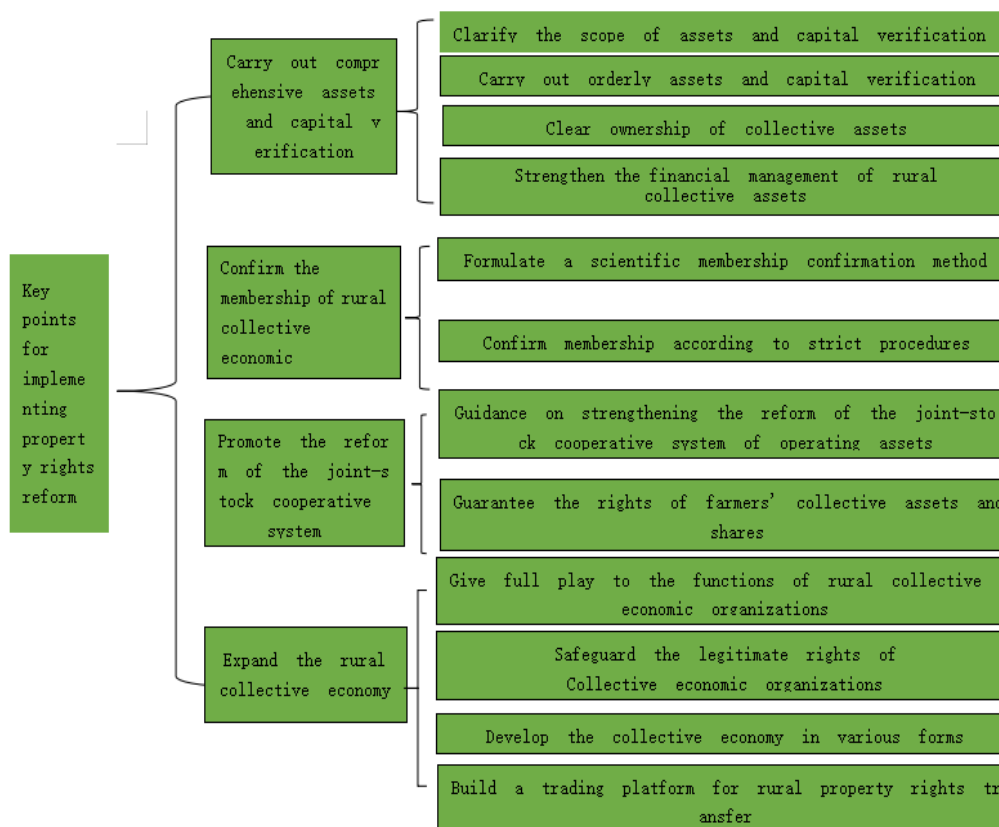 Key
points
for
impleme
nting
propert
y rights
reform
Carry out compr
ehensive assets
and capital v
erification
Clarify the scope of assets and capital verification
Carry out orderly assets and capital verification
Clear ownership of collective assets
Strengthen the financial management of rural
collective assets
Confirm the
membership of rural
collective
economic
Formulate a scientific membership confirmation method
Confirm membership according to strict procedures
Promote the refor
m of the joint-s
tock cooperative
system
Guidance on strengthening the reform of the joint-sto
ck cooperative system of operating assets
Guarantee the rights of farmers' collective assets and
shares
Expand the rural
collective economy
Give full play to the functions of rural collective
economic organizations
Safeguard the legitimate rights of
Collective economic organizations
Develop the collective economy in various forms
Build a trading platform for rural property rights tr
ansfer